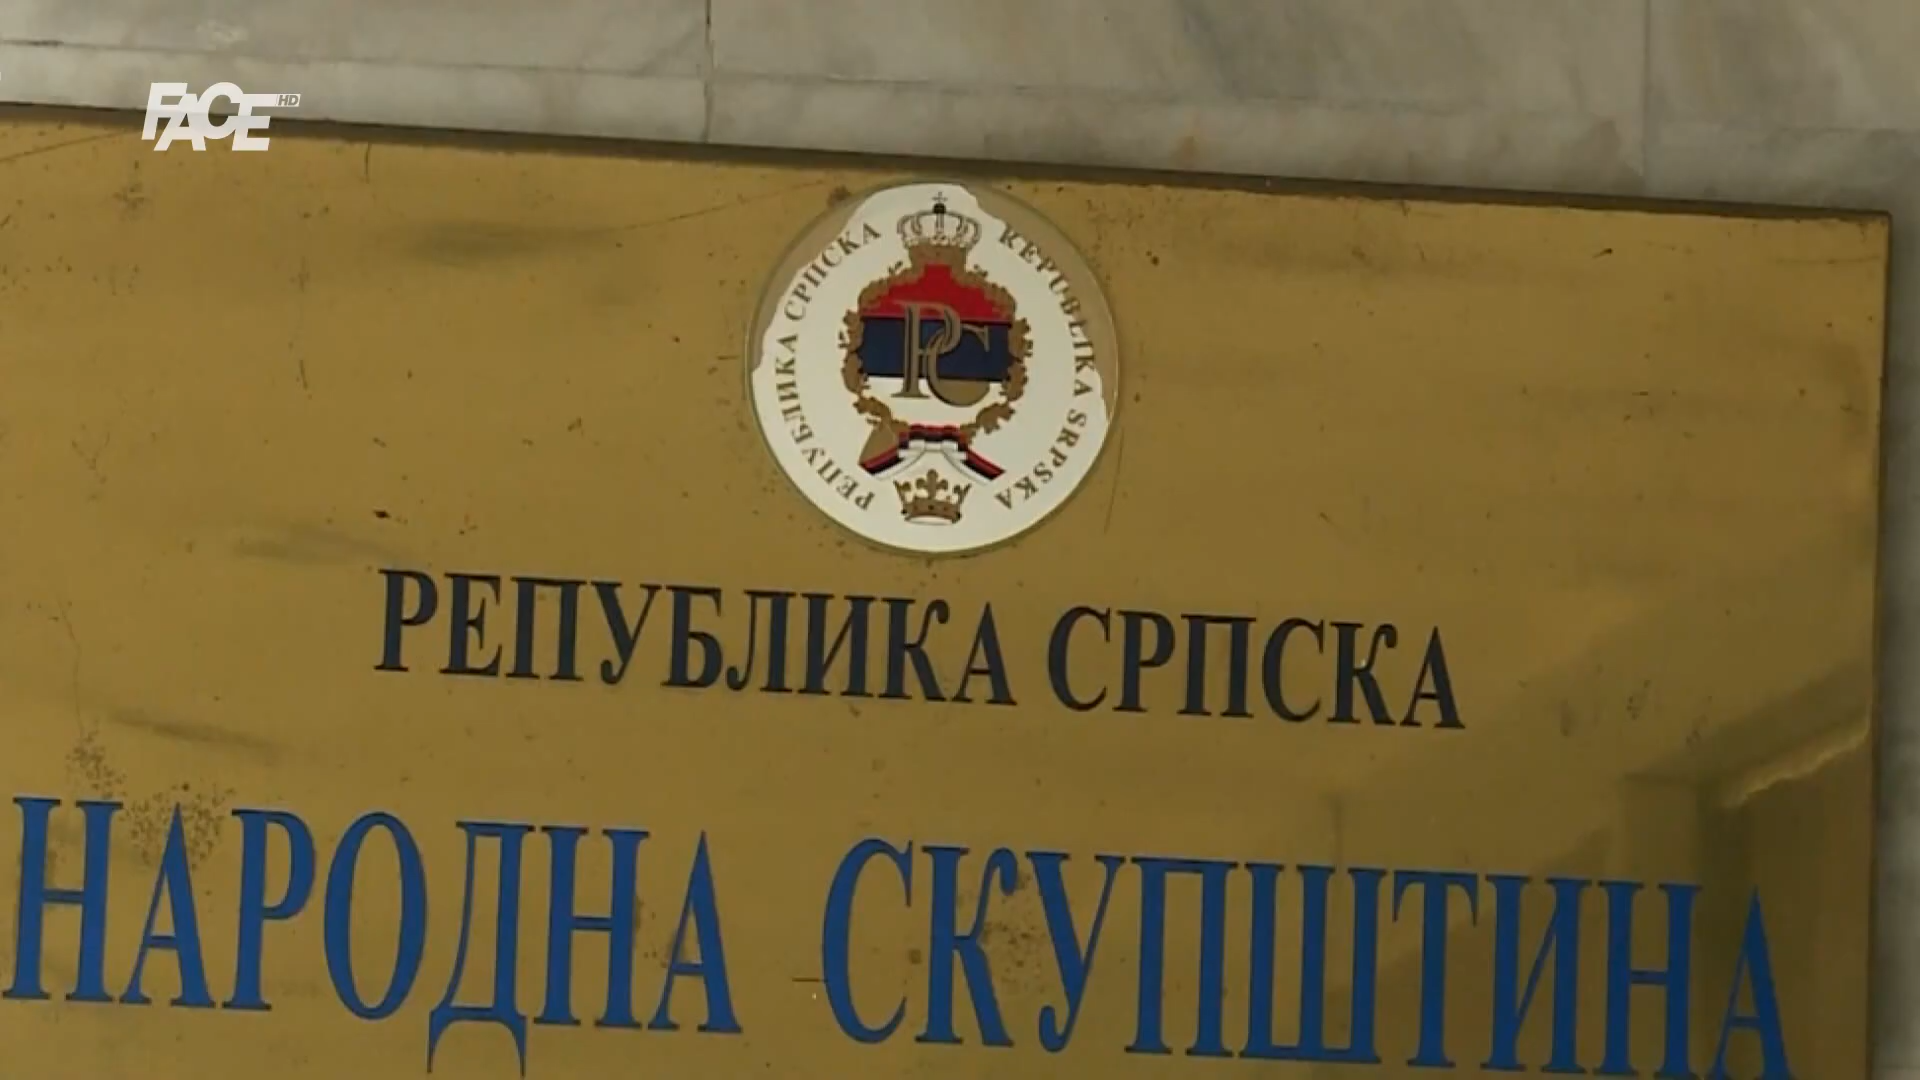 FACE HD
РЕПУБЛИКА СРПСКА
REPUBLIKA SRPSKA
РС
РЕПУБЛИКА СРПСКА
НАРОДНА СКУПШТИНА